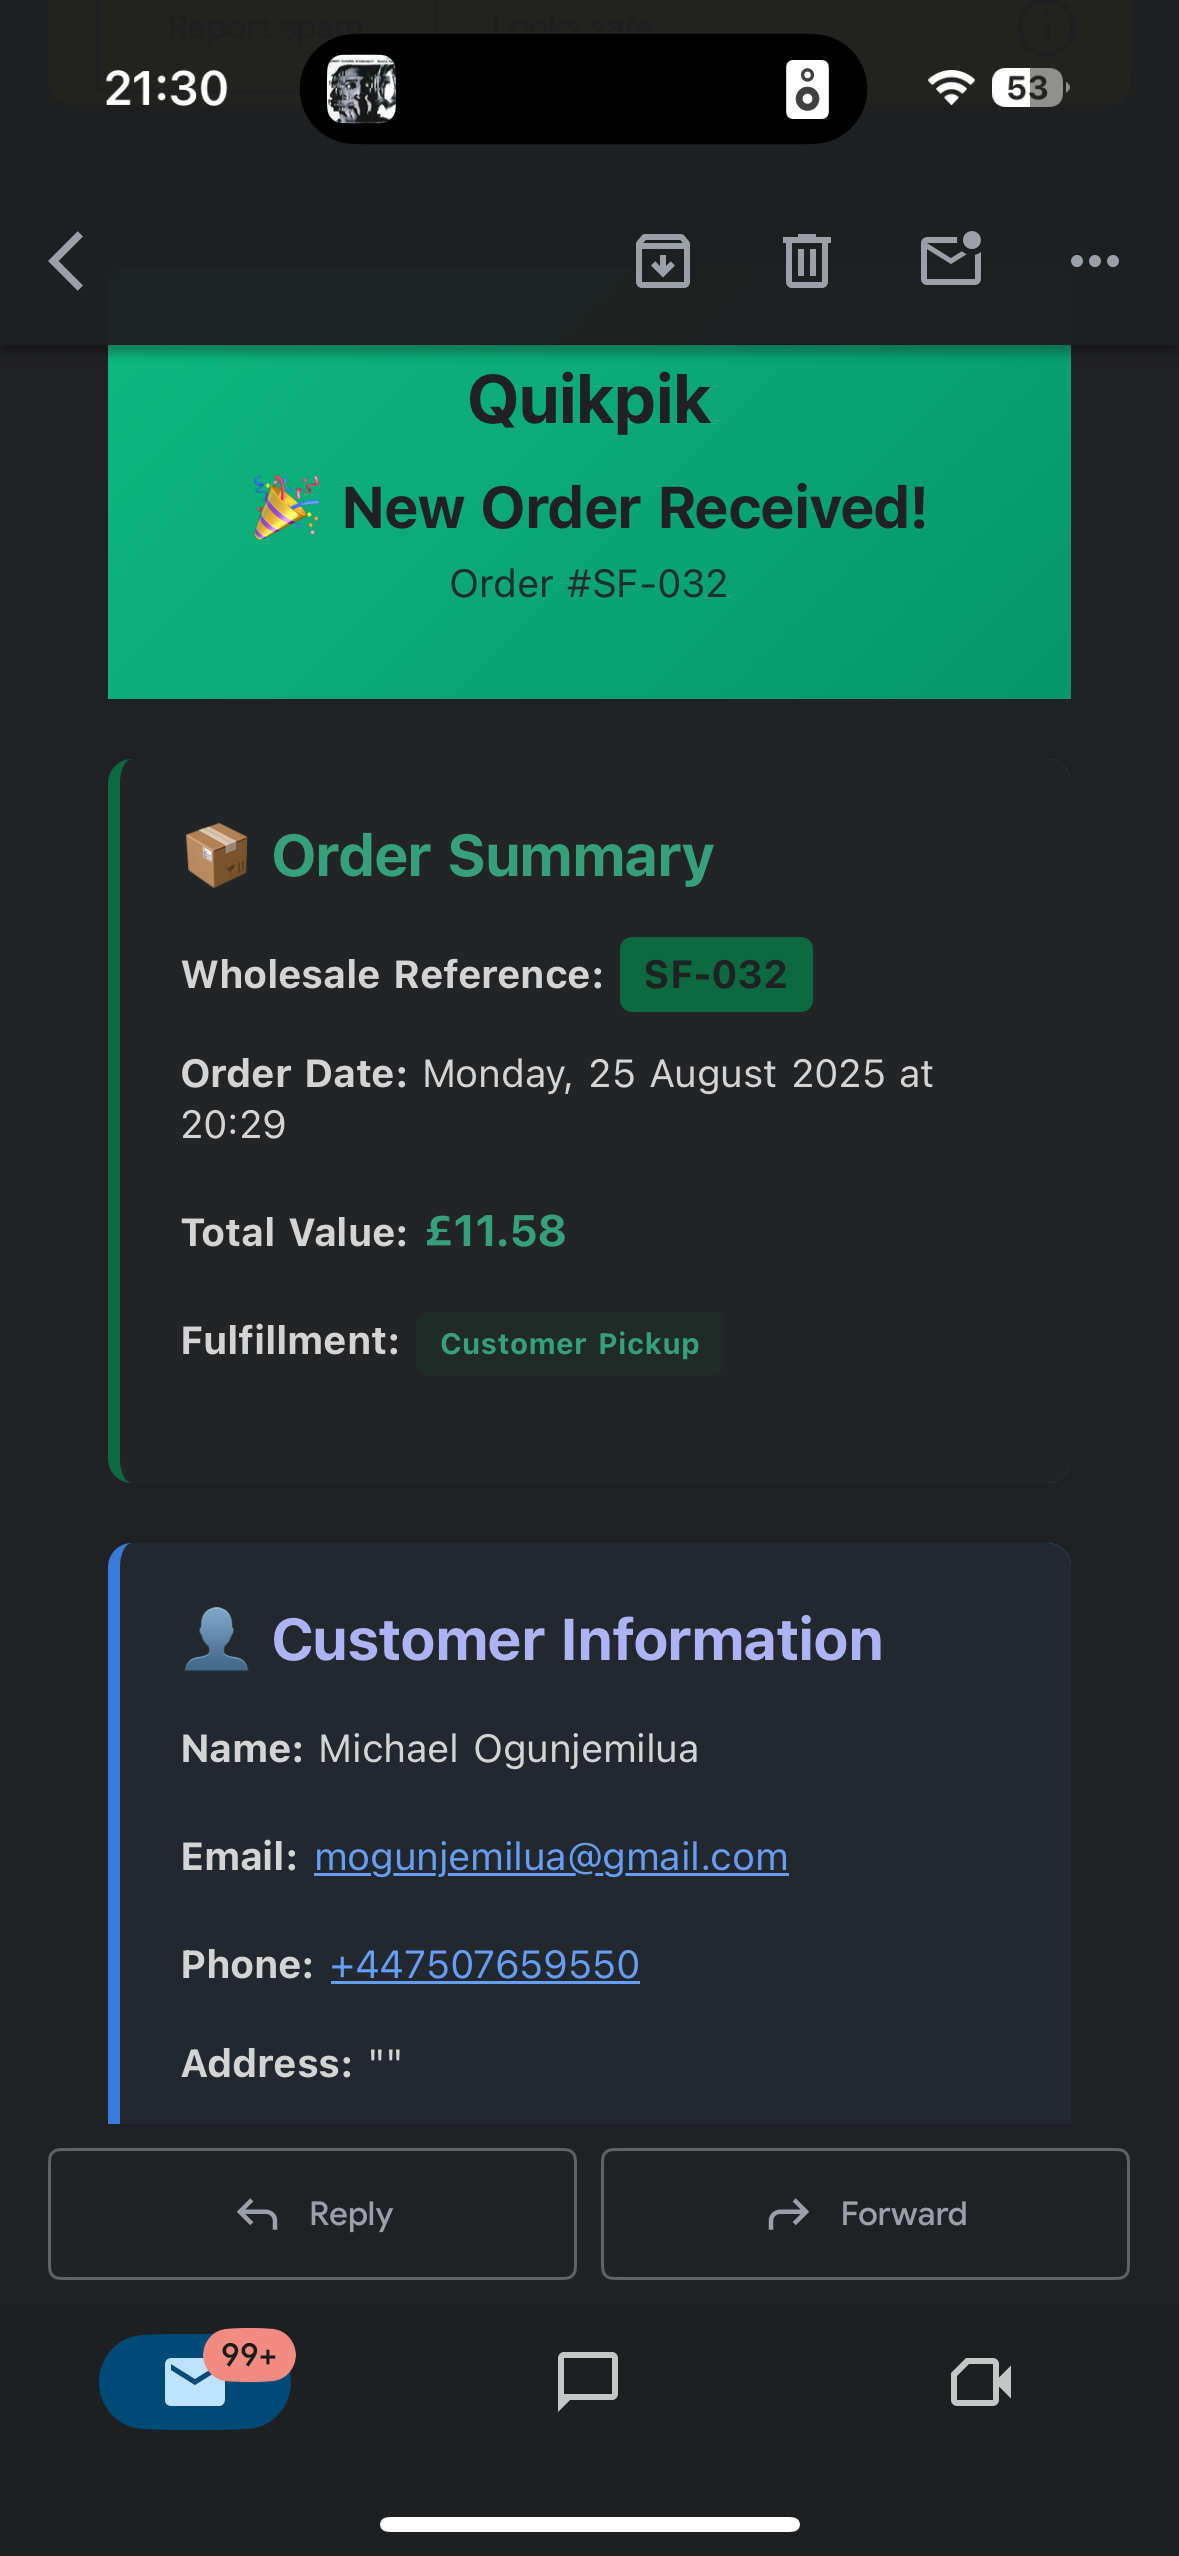 Report spam
Looks safe
21:30
53
Quikpik
🎉 New Order Received!
Order #SF-032
📦 Order Summary
Wholesale Reference: SF-032
Order Date: Monday, 25 August 2025 at
20:29
Total Value: £11.58
Fulfillment: Customer Pickup
👤 Customer Information
Name: Michael Ogunjemilua
Email: mogunjemilua@gmail.com
Phone: +447507659550
Address: ""
Reply
Forward
99+